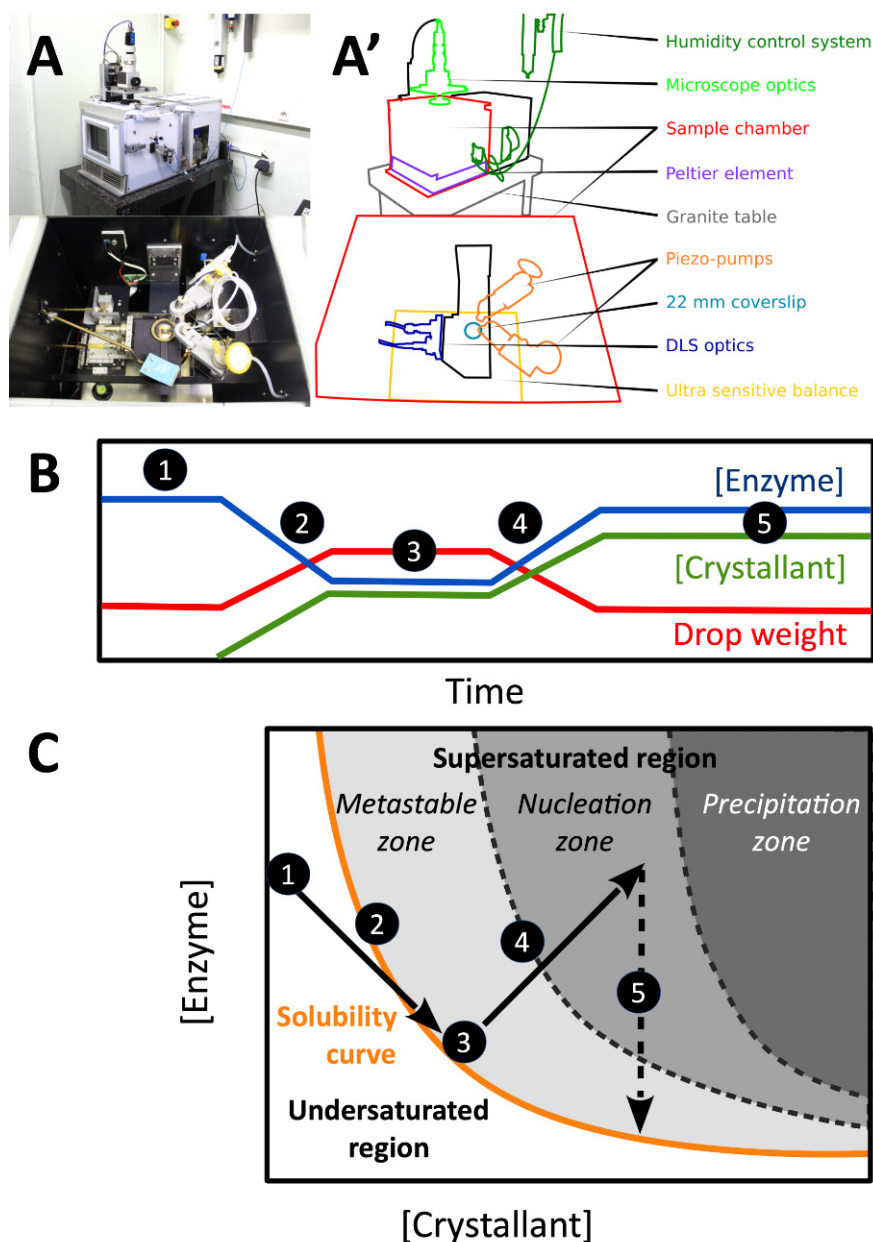 A
A'
Humidity control system
Microscope optics
Sample chamber
Peltier element
Granite table
Piezo-pumps
22 mm coverslip
DLS optics
Ultra sensitive balance
B
1
2
3
4
5
[Enzyme]
[Crystallant]
Drop weight
Time
C
Supersaturated region
Metastable
zone
Nucleation
zone
Precipitation
zone
1
2
3
4
5
[Enzyme]
Solubility
curve
Undersaturated
region
[Crystallant]